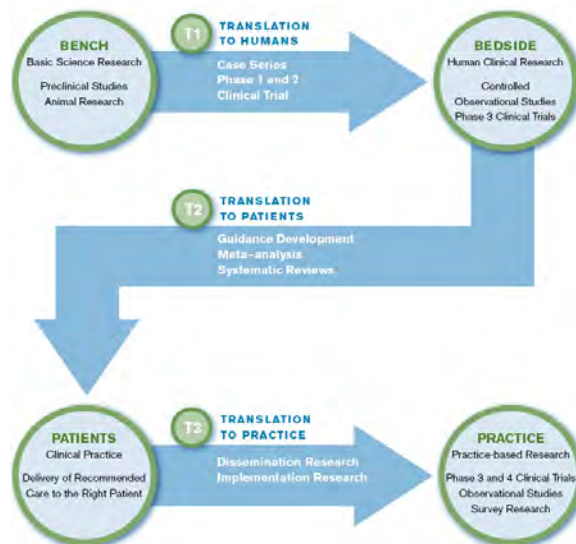 BENCH
Basic Science Research
Preclinical Studies
Animal Research
T1
TRANSLATION
TO HUMANS
Case Series
Phase 1 and 2
Clinical Trial
BEDSIDE
Human Clinical Research
Controlled
Observational Studies
Phase 3 Clinical Trials
T2
TRANSLATION
TO PATIENTS
Guidance Development
Meta-analysis
Systematic Reviews
PATIENTS
Clinical Practice
Delivery of Recommended
Care to the Right Patient
T3
TRANSLATION
TO PRACTICE
Dissemination Research
Implementation Research
PRACTICE
Practice-based Research
Phase 3 and 4 Clinical Trials
Observational Studies
Survey Research